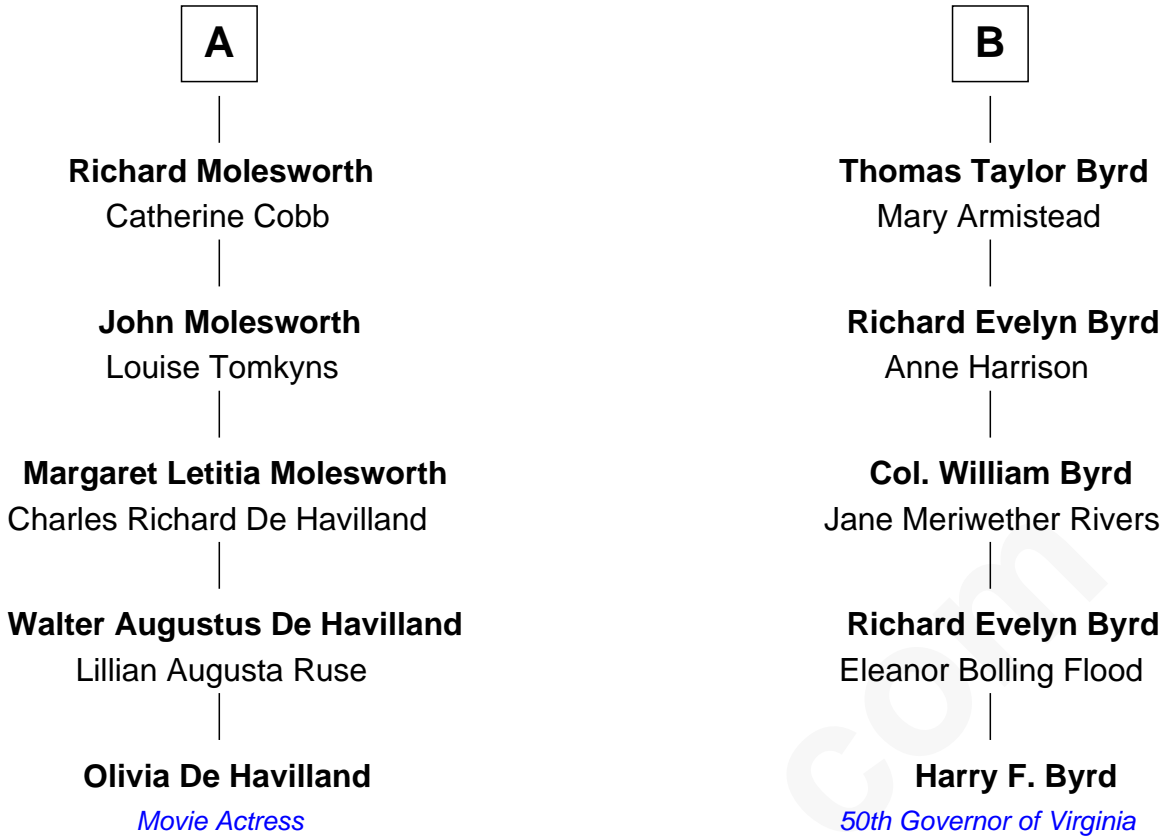 A
Richard Molesworth
Catherine Cobb
John Molesworth
Louise Tomkyns
Margaret Letitia Molesworth
Charles Richard De Havilland
Walter Augustus De Havilland
Lillian Augusta Ruse
Olivia De Havilland
Movie Actress
B
Thomas Taylor Byrd
Mary Armistead
Richard Evelyn Byrd
Anne Harrison
Col. William Byrd
Jane Meriwether Rivers
Richard Evelyn Byrd
Eleanor Bolling Flood
Harry F. Byrd
50th Governor of Virginia
com